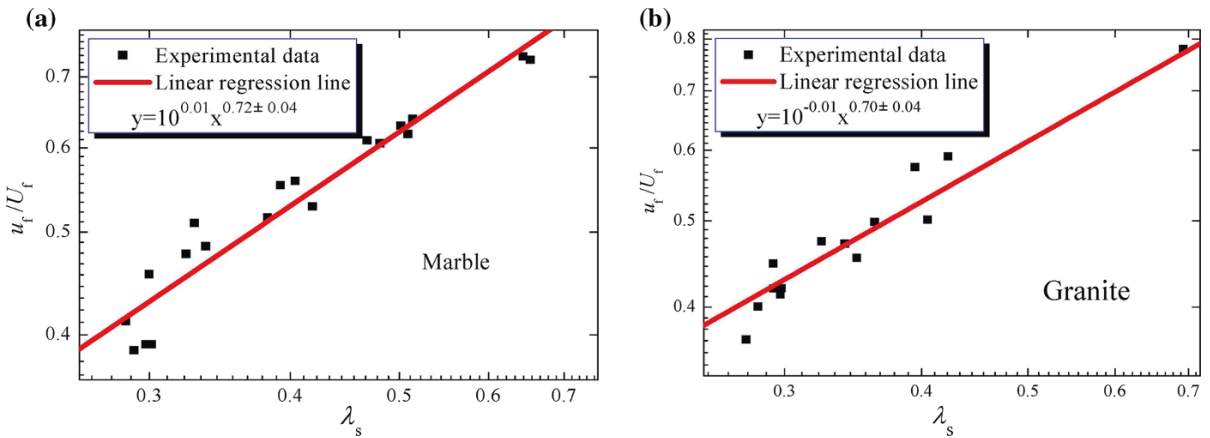 (a)
Experimental data
Linear regression line
y=10^0.01 x^0.72± 0.04
0.7
0.6
0.5
0.4
u_f/U_f
Marble
0.3 0.4 0.5 0.6 0.7
λ_s
(b)
Experimental data
Linear regression line
y=10^-0.01 x^0.70± 0.04
0.8
0.7
0.6
0.5
0.4
u_f/U_f
Granite
0.3 0.4 0.5 0.6 0.7
λ_s